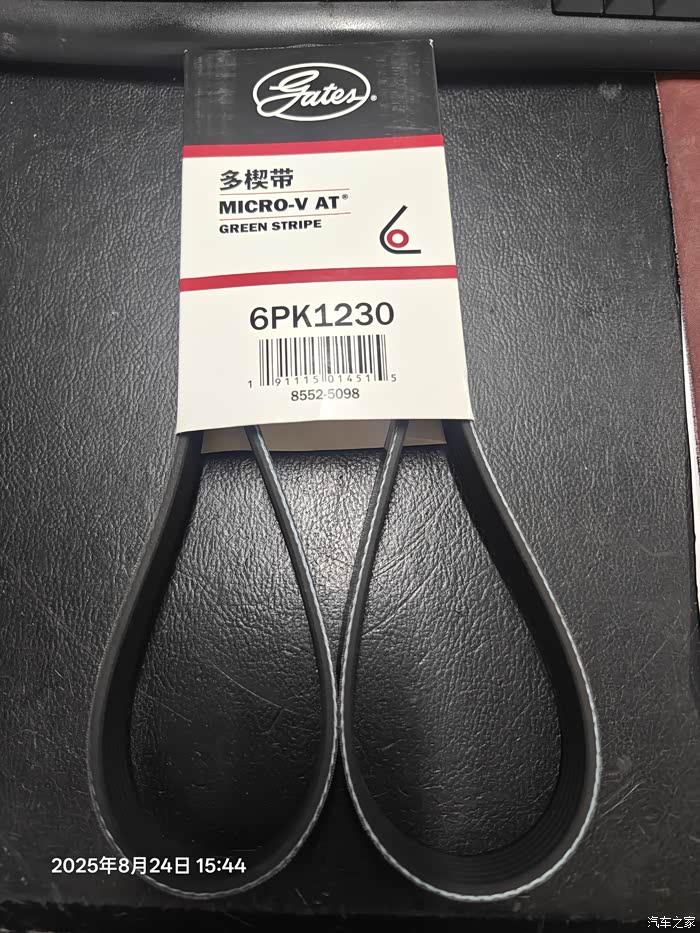 Gates®
多楔带
MICRO-V AT®
GREEN STRIPE
6PK1230
1 91115 01451 5
8552-5098
2025年8月24日 15:44
汽车之家